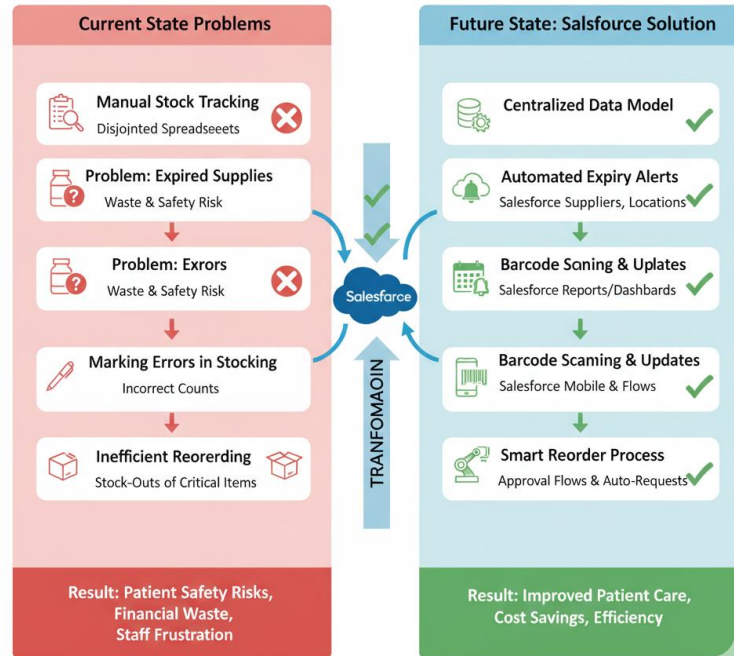 Current State Problems
Manual Stock Tracking
Disjointed Spreadseeets
Problem: Expired Supplies
Waste & Safety Risk
Problem: Exrors
Waste & Safety Risk
Marking Errors in Stocking
Incorrect Counts
Inefficient Reorerding
Stock-Outs of Critical Items
Result: Patient Safety Risks,
Financial Waste,
Staff Frustration
Salesfarce
TRANFOMAOIN
Future State: Salsfource Solution
Centralized Data Model
Automated Expiry Alerts
Salesforce Suppliers, Locations
Barcode Soning & Uplates
Salesforce Reports/Dashbards
Barcode Scaming & Updates
Salesforce Mobile & Flows
Smart Reorder Process
Approval Flows & Auto-Requests
Result: Improved Patient Care,
Cost Savings, Efficiency